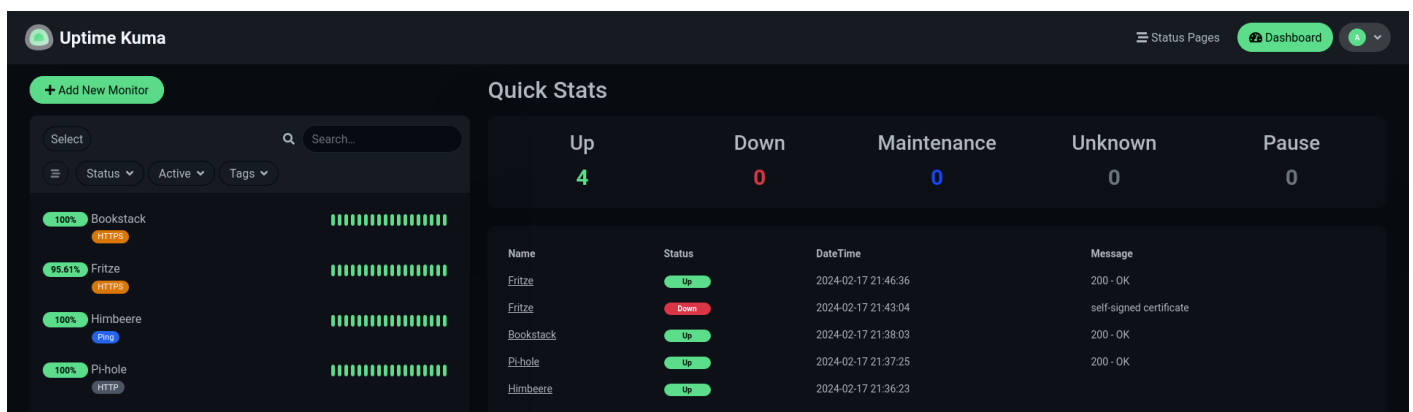 Uptime Kuma
Status Pages Dashboard A
Add New Monitor
Select Search...
Status Active Tags
100% Bookstack
HTTPS
95.61% Fritze
HTTPS
100% Himbeere
Ping
100% Pi-hole
HTTP
Quick Stats
Up Down Maintenance Unknown Pause
4 0 0 0 0
Name Status DateTime Message
Fritze Up 2024-02-17 21:46:36 200 - OK
Fritze Down 2024-02-17 21:43:04 self-signed certificate
Bookstack Up 2024-02-17 21:38:03 200 - OK
Pi-hole Up 2024-02-17 21:37:25 200 - OK
Himbeere Up 2024-02-17 21:36:23